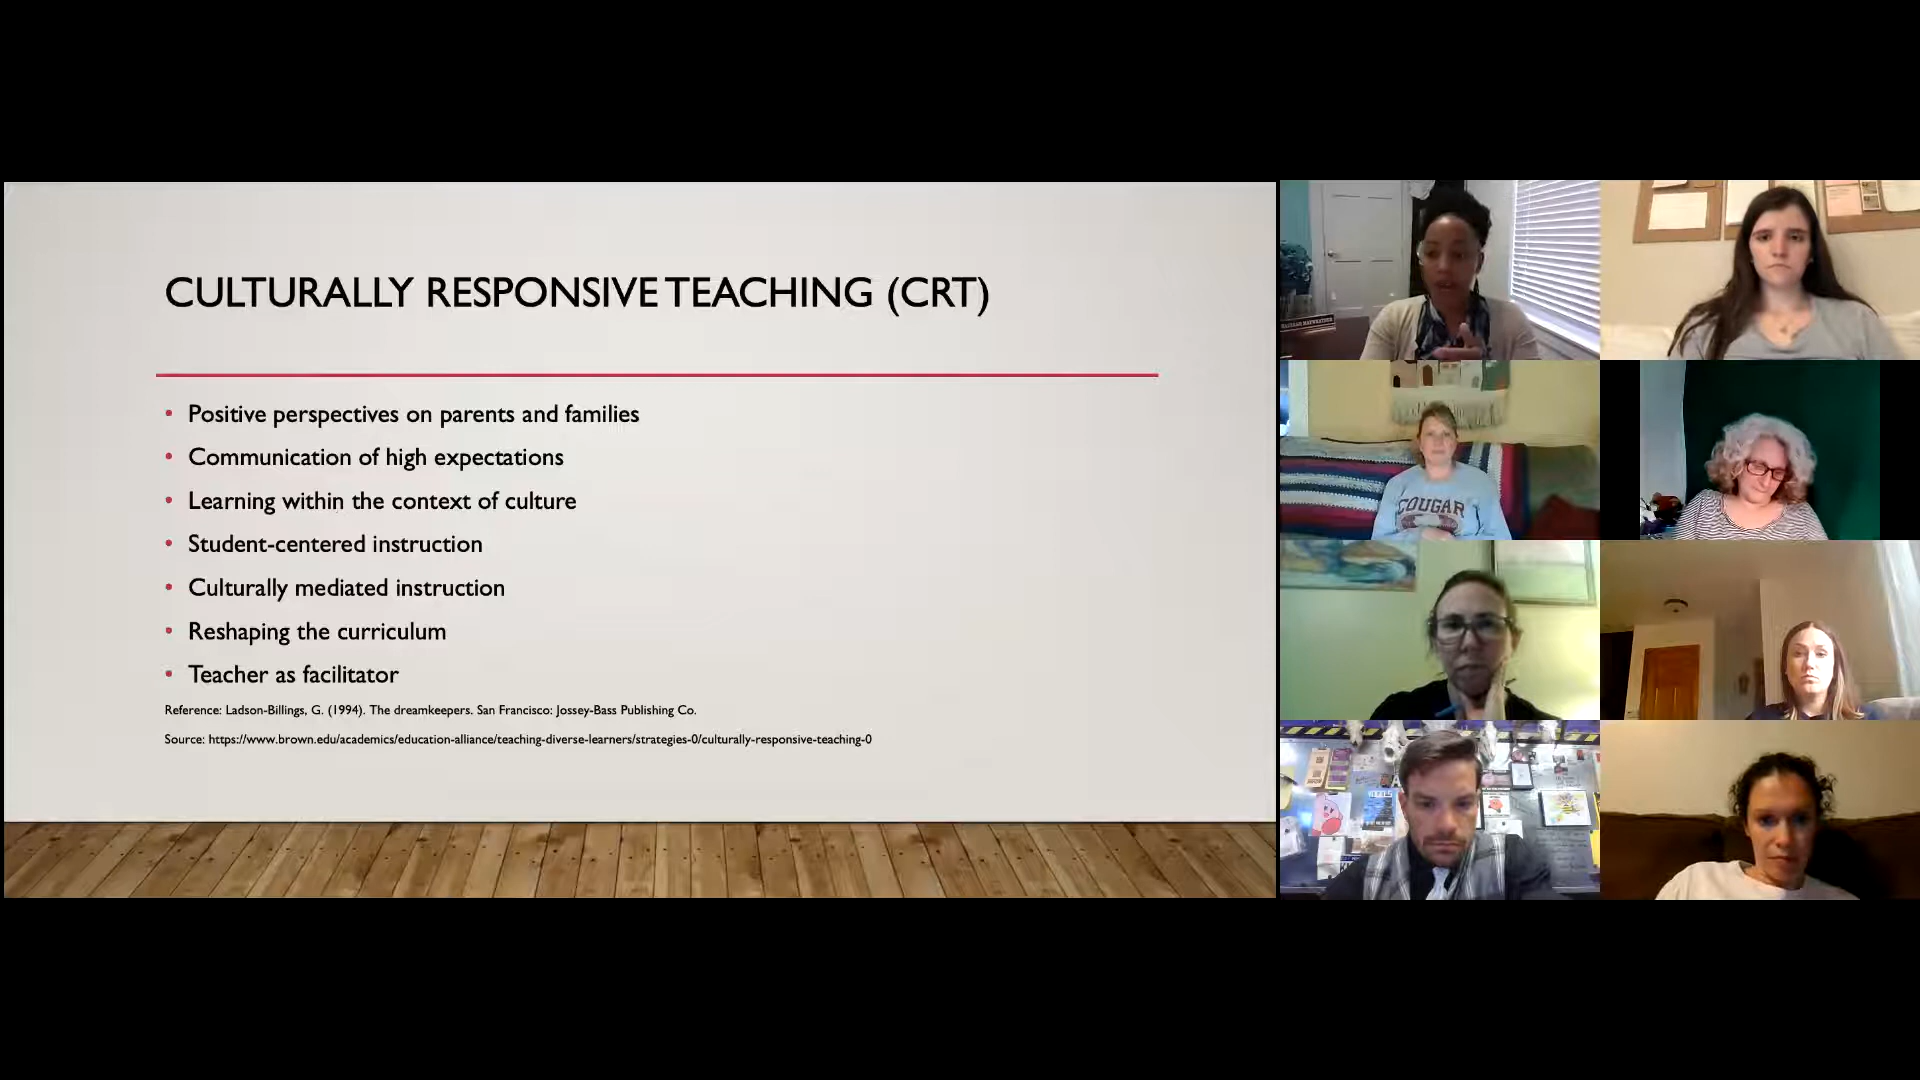 CULTURALLY RESPONSIVE TEACHING (CRT)
• Positive perspectives on parents and families
• Communication of high expectations
• Learning within the context of culture
• Student-centered instruction
• Culturally mediated instruction
• Reshaping the curriculum
• Teacher as facilitator
Reference: Ladson-Billings, G. (1994). The dreamkeepers. San Francisco: Jossey-Bass Publishing Co.
Source: https://www.brown.edu/academics/education-alliance/teaching-diverse-learners/strategies-0/culturally-responsive-teaching-0
COUGAR